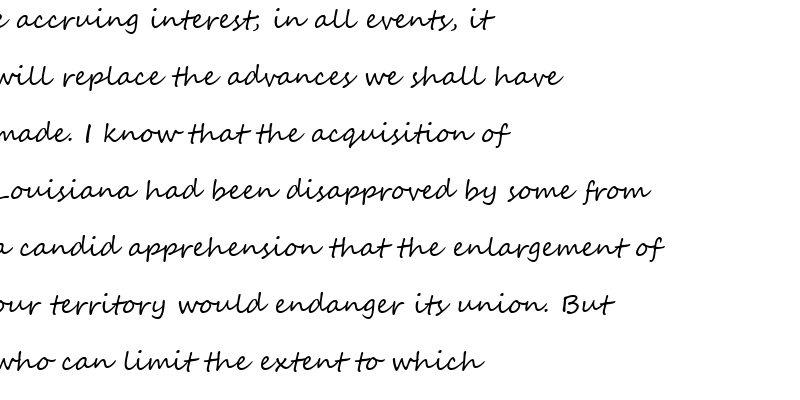 accruing interest; in all events, it
will replace the advances we shall have
made. I know that the acquisition of
Louisiana had been disapproved by some from
a candid apprehension that the enlargement of
our territory would endanger its union. But
who can limit the extent to which